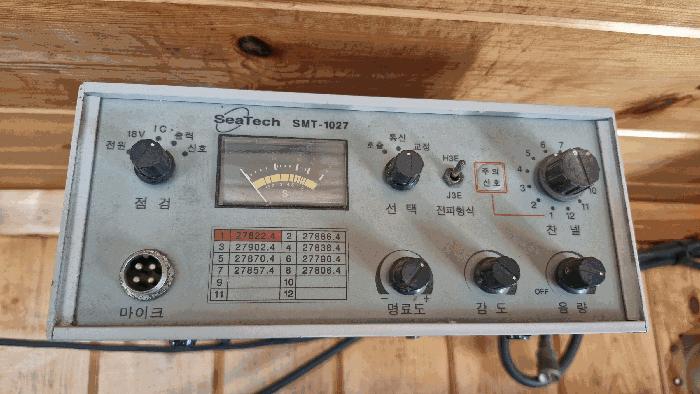 SeaTech SMT-1027
전원 18V IC 출력 신호
점검
호출 통신 교정
선택
H3E
J3E
전파형식
주의
신호
1 2 3 4 5 6 7 10 11 12
찬넬
1 27822.4 2 27886.4
3 27902.4 4 27838.4
5 27870.4 6 27790.4
7 27857.4 8 27806.4
9 10
11 12
S
마이크
- +
명료도
감도
OFF
음량